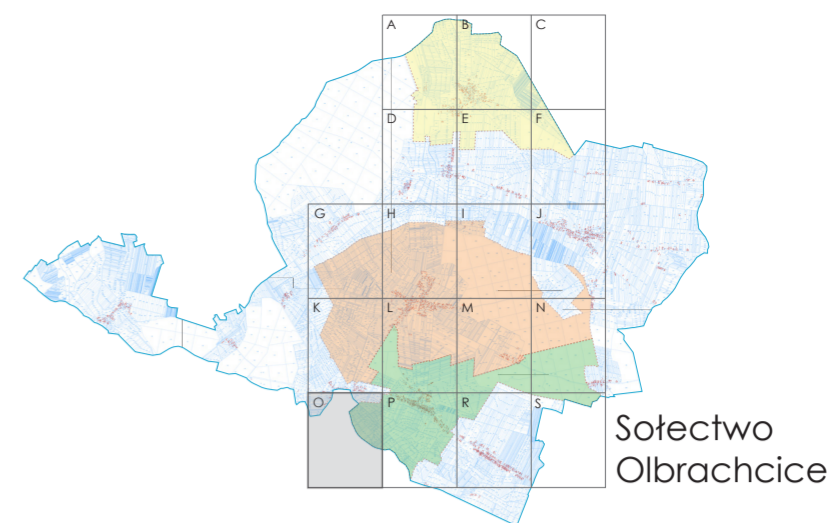 A B C
D E F
G H I J
K L M N
O P R S
Sołectwo
Olbrachcice